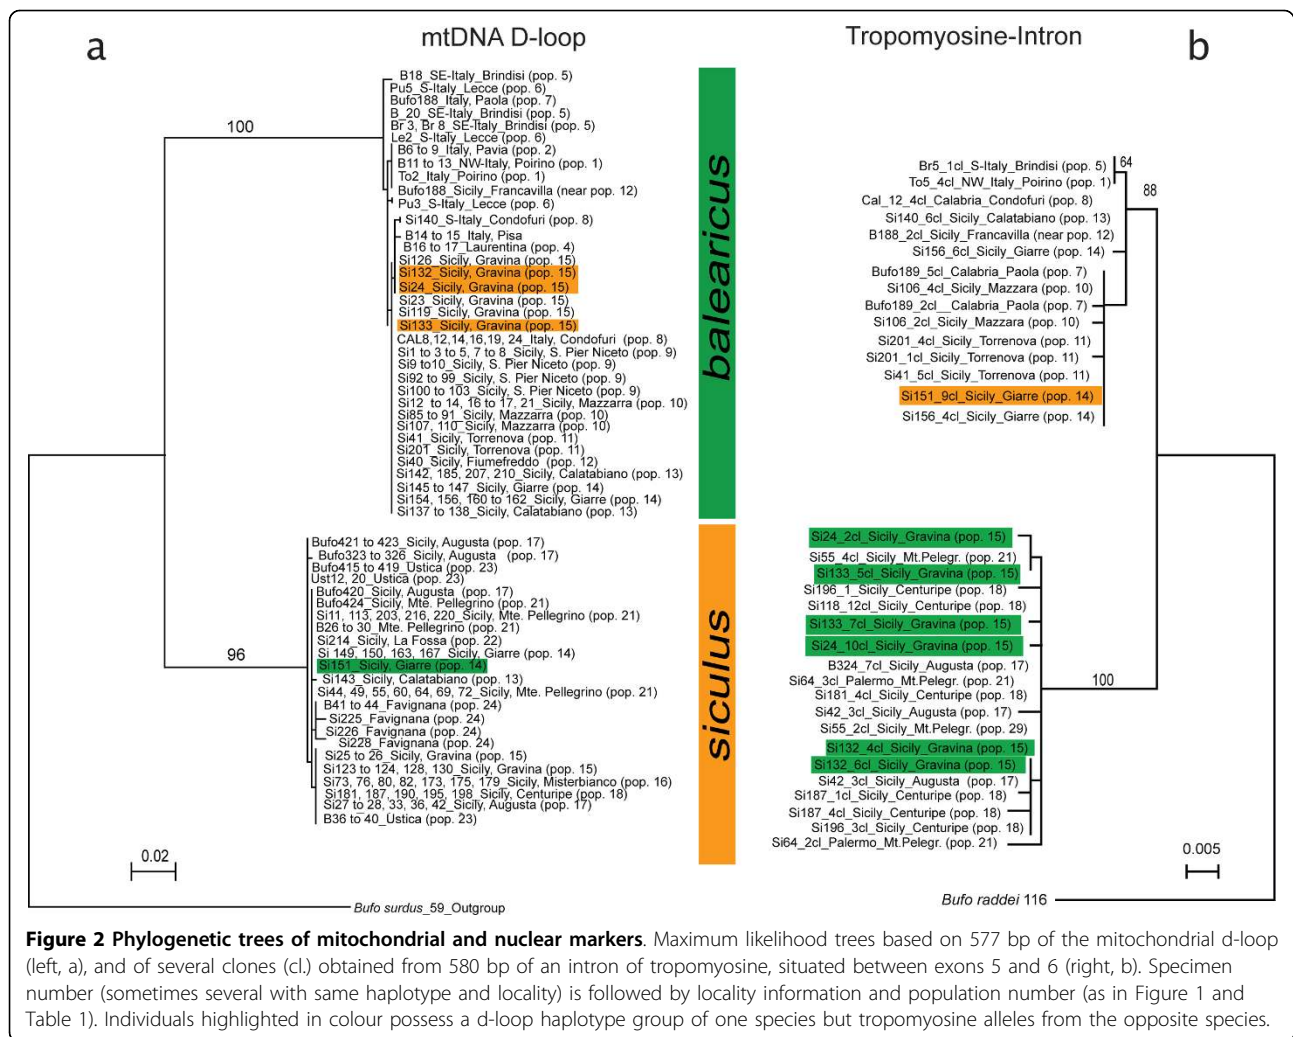 a
mtDNA D-loop
B18_SE-Italy_Brindisi (pop. 5)
Pu5_S-Italy_Lecce (pop. 6)
Bufo188_Italy, Paola (pop. 7)
B_20_SE-Italy_Brindisi (pop. 5)
Br 3, Br 8_SE-Italy_Brindisi (pop. 5)
Le2_S-Italy_Lecce (pop. 6)
B6 to 9_Italy, Pavia (pop. 2)
B11 to 13_NW-Italy, Poirino (pop. 1)
To2_Italy_Poirino (pop. 1)
Bufo188_Sicily_Francavilla (near pop. 12)
Pu3_S-Italy_Lecce (pop. 6)
Si140_S-Italy_Condofuri (pop. 8)
B14 to 15_Italy, Pisa
B16 to 17_Laurentina (pop. 4)
Si126_Sicily, Gravina (pop. 15)
Si132_Sicily, Gravina (pop. 15)
Si24_Sicily, Gravina (pop. 15)
Si23_Sicily, Gravina (pop. 15)
Si119_Sicily, Gravina (pop. 15)
Si133_Sicily, Gravina (pop. 15)
CAL8,12,14,16,19, 24_Italy, Condofuri (pop. 8)
Si1 to 3 to 5, 7 to 8_Sicily, S. Pier Niceto (pop. 9)
Si9 to10_Sicily, S. Pier Niceto (pop. 9)
Si92 to 99_Sicily, S. Pier Niceto (pop. 9)
Si100 to 103_Sicily, S. Pier Niceto (pop. 9)
Si12 to 14, 16 to 17, 21_Sicily, Mazzarra (pop. 10)
Si85 to 91_Sicily, Mazzarra (pop. 10)
Si107, 110_Sicily, Mazzarra (pop. 10)
Si41_Sicily, Torrenova (pop. 11)
Si201_Sicily, Torrenova (pop. 11)
Si40_Sicily, Fiumefreddo (pop. 12)
Si142, 185, 207, 210_Sicily, Calatabiano (pop. 13)
Si145 to 147_Sicily, Giarre (pop. 14)
Si154, 156, 160 to 162_Sicily, Giarre (pop. 14)
Si137 to 138_Sicily, Calatabiano (pop. 13)
100
Bufo421 to 423_Sicily, Augusta (pop. 17)
Bufo323 to 326_Sicily, Augusta (pop. 17)
Bufo415 to 419_Ustica (pop. 23)
Ust12, 20_Ustica (pop. 23)
Bufo420_Sicily, Augusta (pop. 17)
Bufo424_Sicily, Mte. Pellegrino (pop. 21)
Si11, 113, 203, 216, 220_Sicily, Mte. Pellegrino (pop. 21)
B26 to 30_Mte. Pellegrino (pop. 21)
Si214_Sicily, La Fossa (pop. 22)
Si 149, 150, 163, 167_Sicily, Giarre (pop. 14)
Si151_Sicily, Giarre (pop. 14)
Si143_Sicily, Calatabiano (pop. 13)
Si44, 49, 55, 60, 64, 69, 72_Sicily, Mte. Pellegrino (pop. 21)
B41 to 44_Favignana (pop. 24)
Si225_Favignana (pop. 24)
Si226_Favignana (pop. 24)
Si228_Favignana (pop. 24)
Si25 to 26_Sicily, Gravina (pop. 15)
Si123 to 124, 128, 130_Sicily, Gravina (pop. 15)
Si73, 76, 80, 82, 173, 175, 179_Sicily, Misterbianco (pop. 16)
Si181, 187, 190, 195, 198_Sicily, Centuripe (pop. 18)
Si27 to 28, 33, 36, 42_Sicily, Augusta (pop. 17)
B36 to 40_Ustica (pop. 23)
96
0.02
Bufo surdus_59_Outgroup
balearicus
siculus
Tropomyosine-Intron
b
Br5_1cl_S-Italy_Brindisi (pop. 5)
To5_4cl_NW_Italy_Poirino (pop. 1)
Cal_12_4cl_Calabria_Condofuri (pop. 8)
Si140_6cl_Sicily_Calatabiano (pop. 13)
B188_2cl_Sicily_Francavilla (near pop. 12)
Si156_6cl_Sicily_Giarre (pop. 14)
Bufo189_5cl_Calabria_Paola (pop. 7)
Si106_4cl_Sicily_Mazzara (pop. 10)
Bufo189_2cl__Calabria_Paola (pop. 7)
Si106_2cl_Sicily_Mazzara (pop. 10)
Si201_4cl_Sicily_Torrenova (pop. 11)
Si201_1cl_Sicily_Torrenova (pop. 11)
Si41_5cl_Sicily_Torrenova (pop. 11)
Si151_9cl_Sicily_Giarre (pop. 14)
Si156_4cl_Sicily_Giarre (pop. 14)
64
88
Si24_2cl_Sicily_Gravina (pop. 15)
Si55_4cl_Sicily_Mt.Pelegr. (pop. 21)
Si133_5cl_Sicily_Gravina (pop. 15)
Si196_1_Sicily_Centuripe (pop. 18)
Si118_12cl_Sicily_Centuripe (pop. 18)
Si133_7cl_Sicily_Gravina (pop. 15)
Si24_10cl_Sicily_Gravina (pop. 15)
B324_7cl_Sicily_Augusta (pop. 17)
Si64_3cl_Palermo_Mt.Pelegr. (pop. 21)
Si181_4cl_Sicily_Centuripe (pop. 18)
Si42_3cl_Sicily_Augusta (pop. 17)
Si55_2cl_Sicily_Mt.Pelegr. (pop. 29)
Si132_4cl_Sicily_Gravina (pop. 15)
Si132_6cl_Sicily_Gravina (pop. 15)
Si42_3cl_Sicily_Augusta (pop. 17)
Si187_1cl_Sicily_Centuripe (pop. 18)
Si187_4cl_Sicily_Centuripe (pop. 18)
Si196_3cl_Sicily_Centuripe (pop. 18)
Si64_2cl_Palermo_Mt.Pelegr. (pop. 21)
100
0.005
Bufo raddei 116
Figure 2 Phylogenetic trees of mitochondrial and nuclear markers. Maximum likelihood trees based on 577 bp of the mitochondrial d-loop
(left, a), and of several clones (cl.) obtained from 580 bp of an intron of tropomyosine, situated between exons 5 and 6 (right, b). Specimen
number (sometimes several with same haplotype and locality) is followed by locality information and population number (as in Figure 1 and
Table 1). Individuals highlighted in colour possess a d-loop haplotype group of one species but tropomyosine alleles from the opposite species.